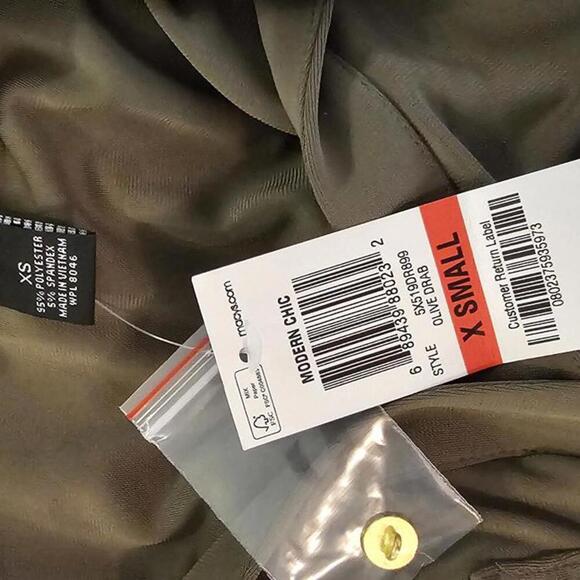 XS
95% POLYESTER
5% SPANDEX
MADE IN VIETNAM
WPL 8046
macys.com
MIX
Paper
FSC
MODERN CHIC
6 89439 88023 2
5X519DR899
STYLE OLIVE DRAB
X SMALL
Customer Return Label
0802375935973